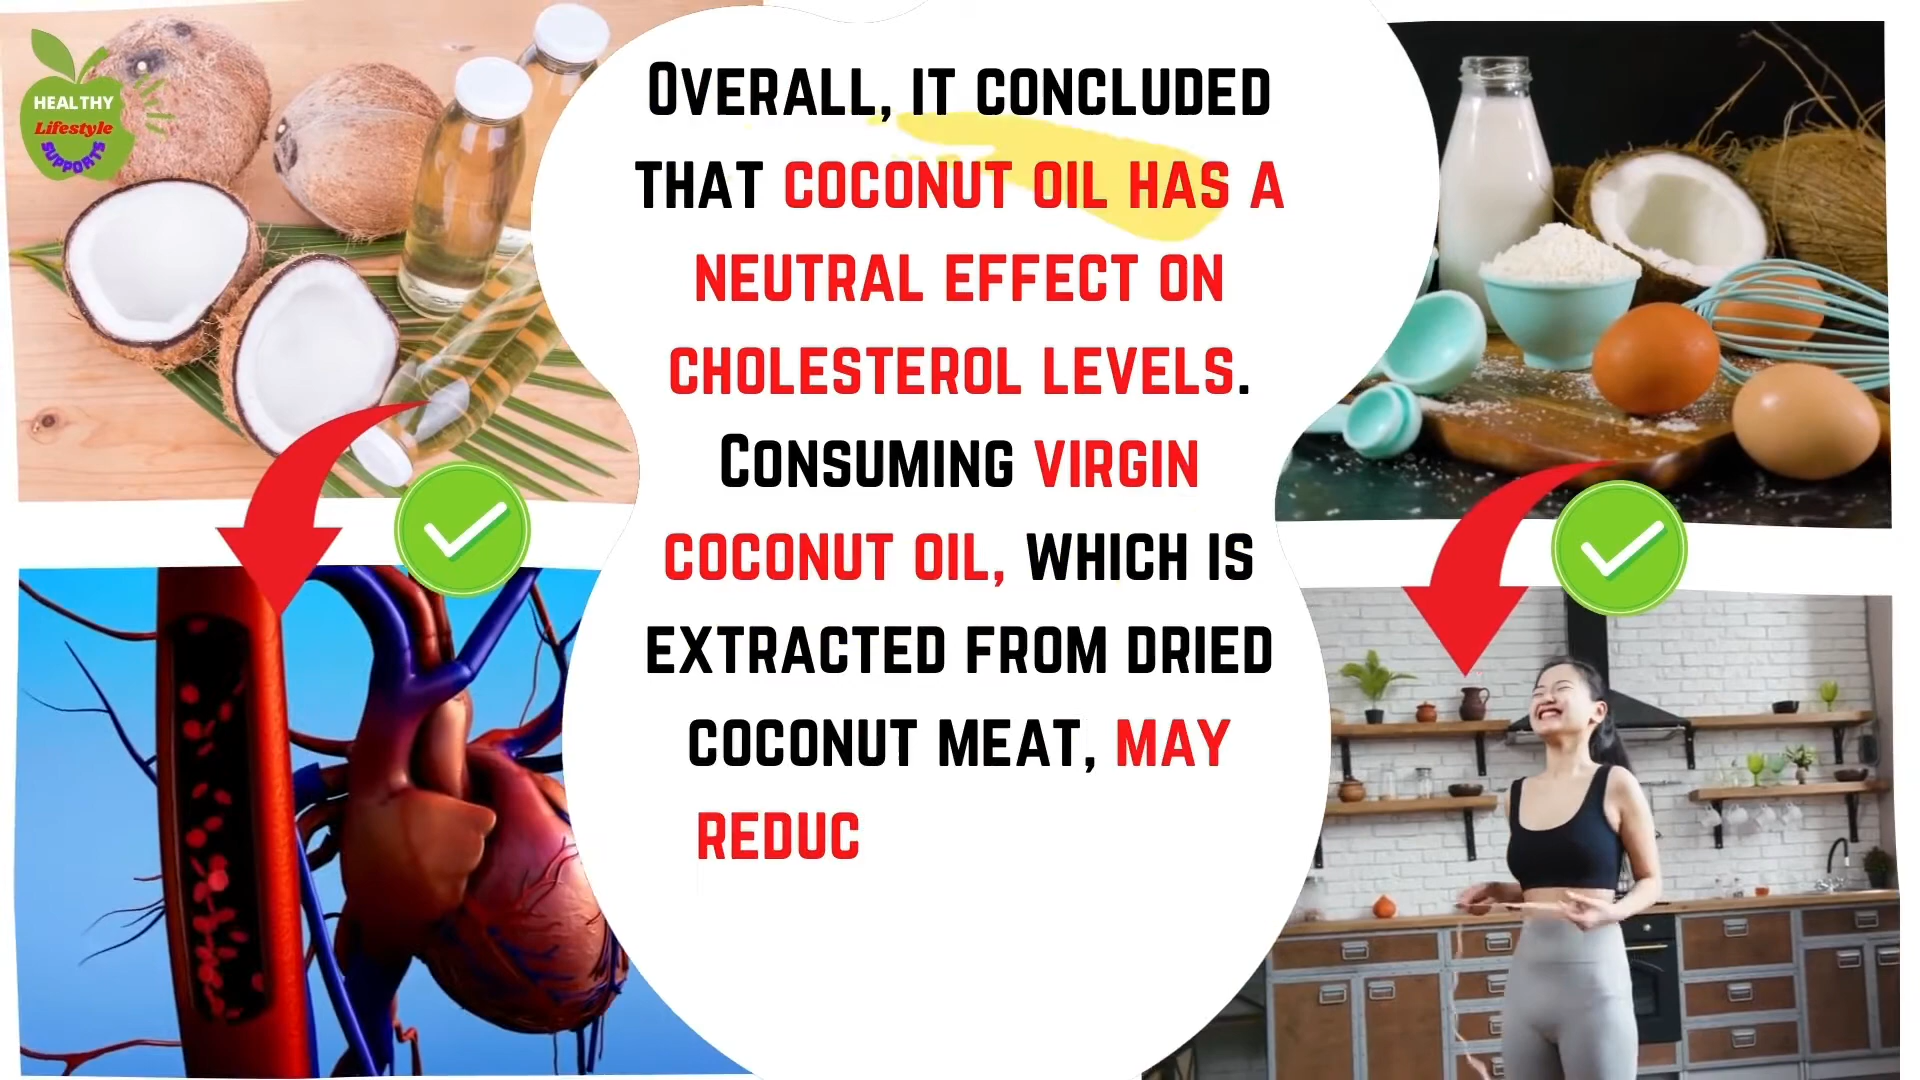 HEALTHY
Lifestyle
SUPPORTS
OVERALL, IT CONCLUDED
THAT COCONUT OIL HAS A
NEUTRAL EFFECT ON
CHOLESTEROL LEVELS.
CONSUMING VIRGIN
COCONUT OIL, WHICH IS
EXTRACTED FROM DRIED
COCONUT MEAT, MAY
REDUC